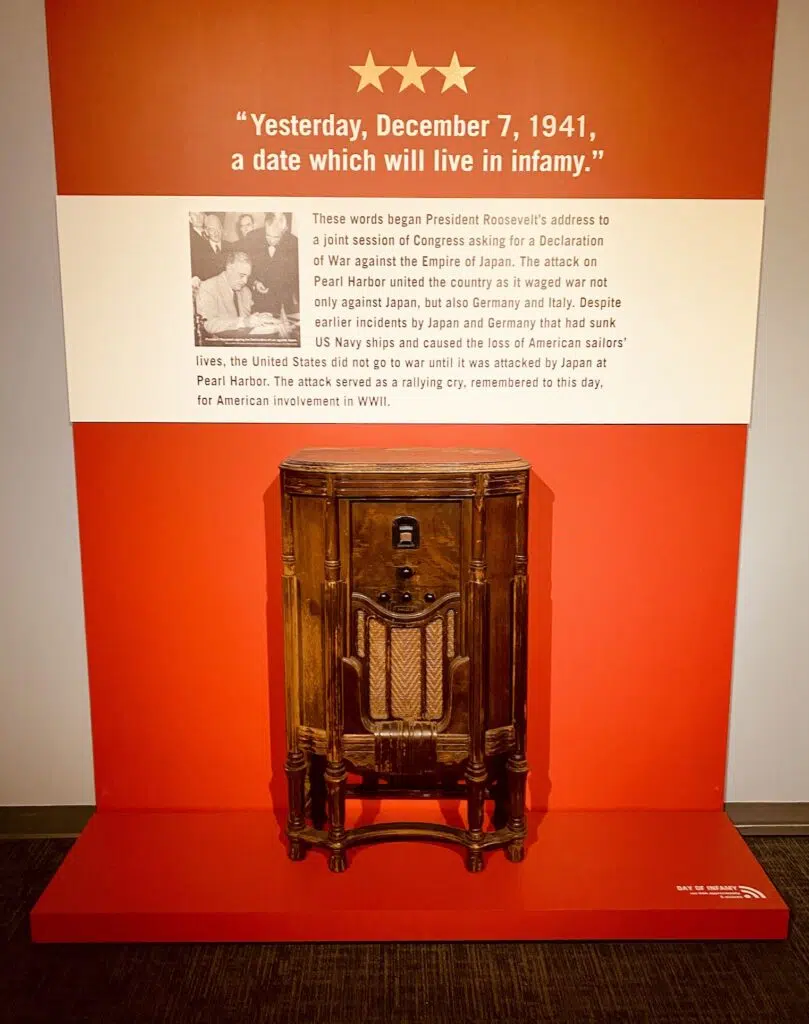 “Yesterday, December 7, 1941,
a date which will live in infamy.”
These words began President Roosevelt's address to
a joint session of Congress asking for a Declaration
of War against the Empire of Japan. The attack on
Pearl Harbor united the country as it waged war not
only against Japan, but also Germany and Italy. Despite
earlier incidents by Japan and Germany that had sunk
US Navy ships and caused the loss of American sailors'
lives, the United States did not go to war until it was attacked by Japan at
Pearl Harbor. The attack served as a rallying cry, remembered to this day,
for American involvement in WWII.
DAY OF INFAMY